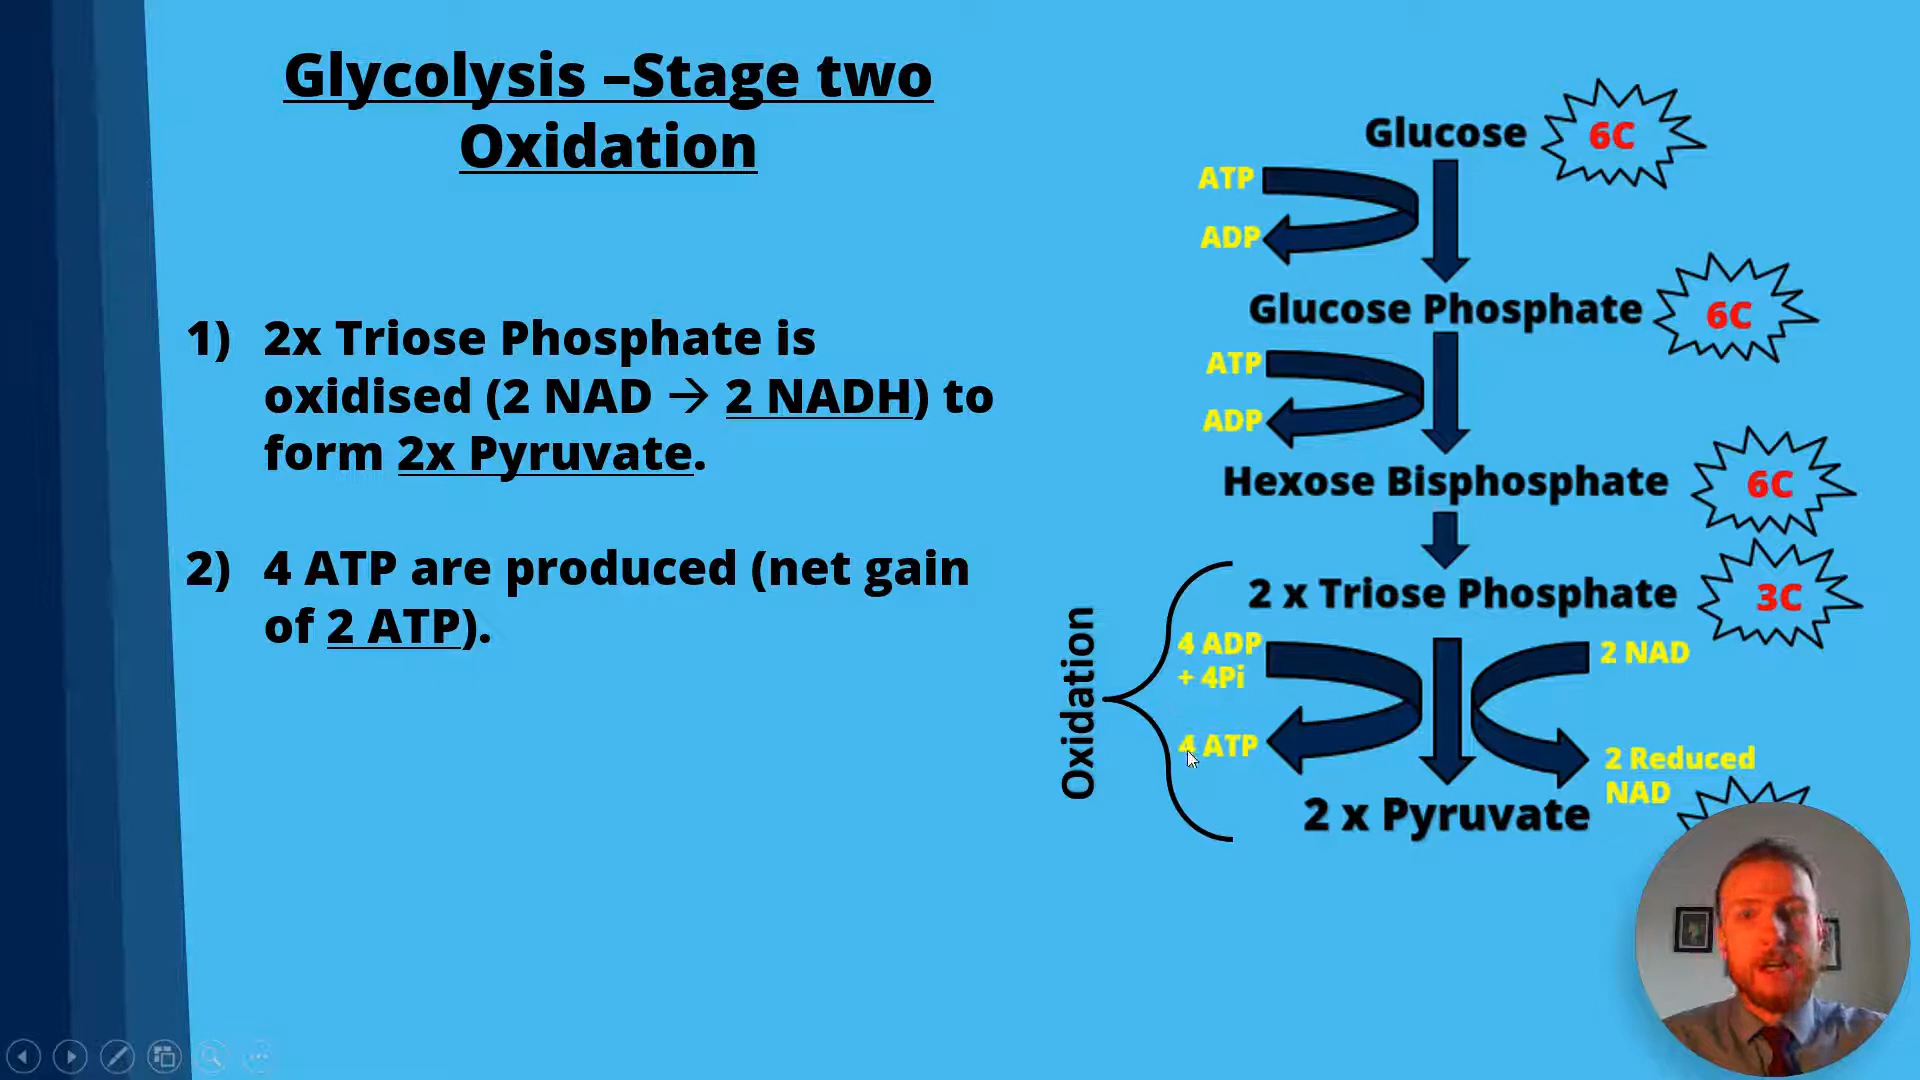 Glycolysis –Stage two
Oxidation
1) 2x Triose Phosphate is
oxidised (2 NAD → 2 NADH) to
form 2x Pyruvate.
2) 4 ATP are produced (net gain
of 2 ATP).
Glucose 6C
ATP
ADP
Glucose Phosphate 6C
ATP
ADP
Hexose Bisphosphate 6C
2 x Triose Phosphate 3C
Oxidation
4 ADP
+ 4Pi
2 NAD
4 ATP
2 Reduced
NAD
2 x Pyruvate